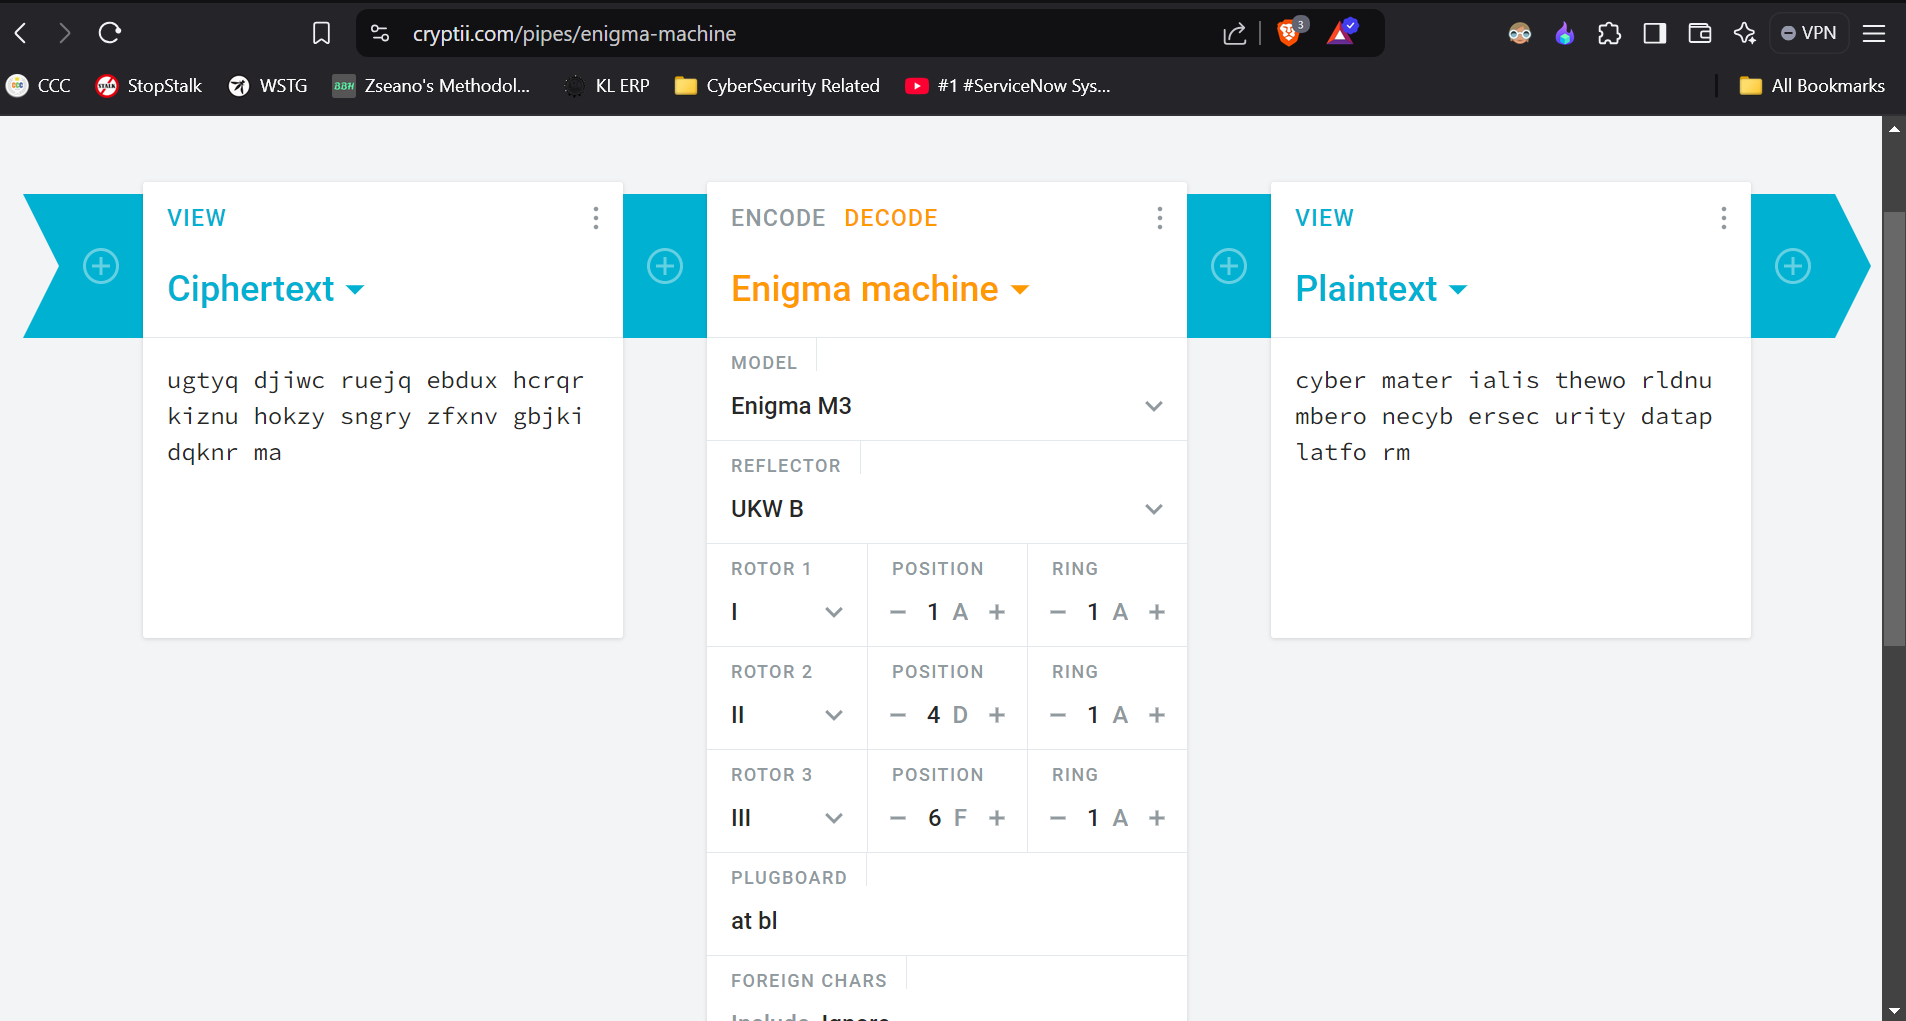 cryptii.com/pipes/enigma-machine
3
VPN
CCC
StopStalk
WSTG
BBH
Zseano's Methodol...
KL ERP
CyberSecurity Related
#1 #ServiceNow Sys...
All Bookmarks
VIEW
Ciphertext
ugtyq djiwc ruejq ebdux hcrqr
kiznu hokzy sngry zfxnv gbjki
dqknr ma
ENCODE DECODE
Enigma machine
MODEL
Enigma M3
REFLECTOR
UKW B
ROTOR 1 POSITION RING
I − 1 A + − 1 A +
ROTOR 2 POSITION RING
II − 4 D + − 1 A +
ROTOR 3 POSITION RING
III − 6 F + − 1 A +
PLUGBOARD
at bl
FOREIGN CHARS
Include Ignore
VIEW
Plaintext
cyber mater ialis thewo rldnu
mbero necyb ersec urity datap
latfo rm